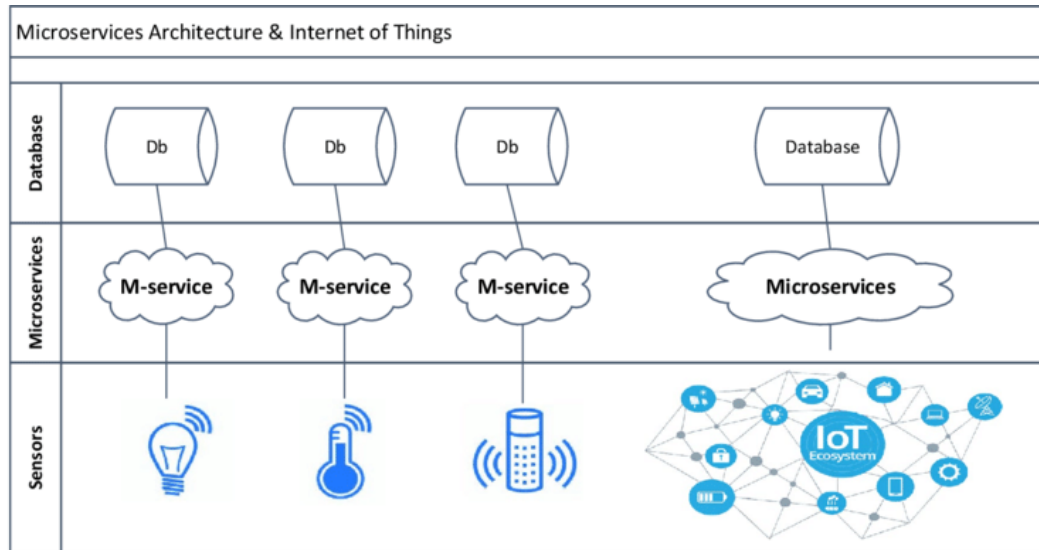 Microservices Architecture & Internet of Things
Database
Db
Db
Db
Database
Microservices
M-service
M-service
M-service
Microservices
Sensors
IoT
Ecosystem